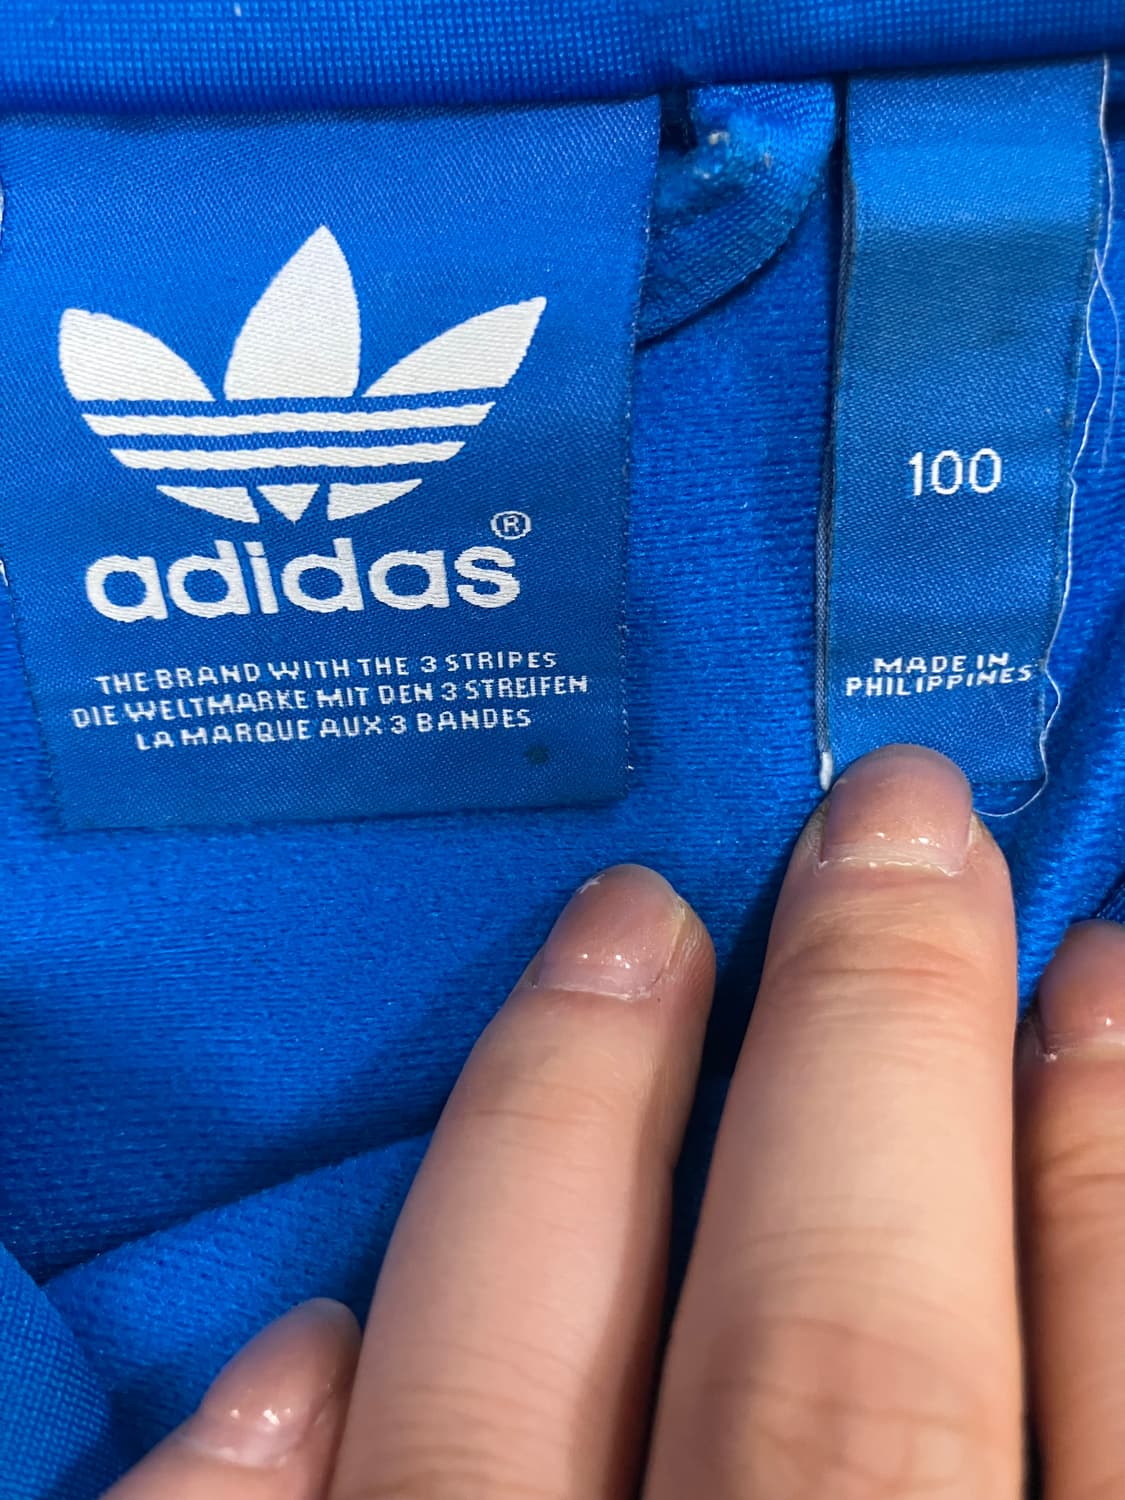 adidas®
THE BRAND WITH THE 3 STRIPES
DIE WELTMARKE MIT DEN 3 STREIFEN
LA MARQUE AUX 3 BANDES
100
MADE IN
PHILIPPINES